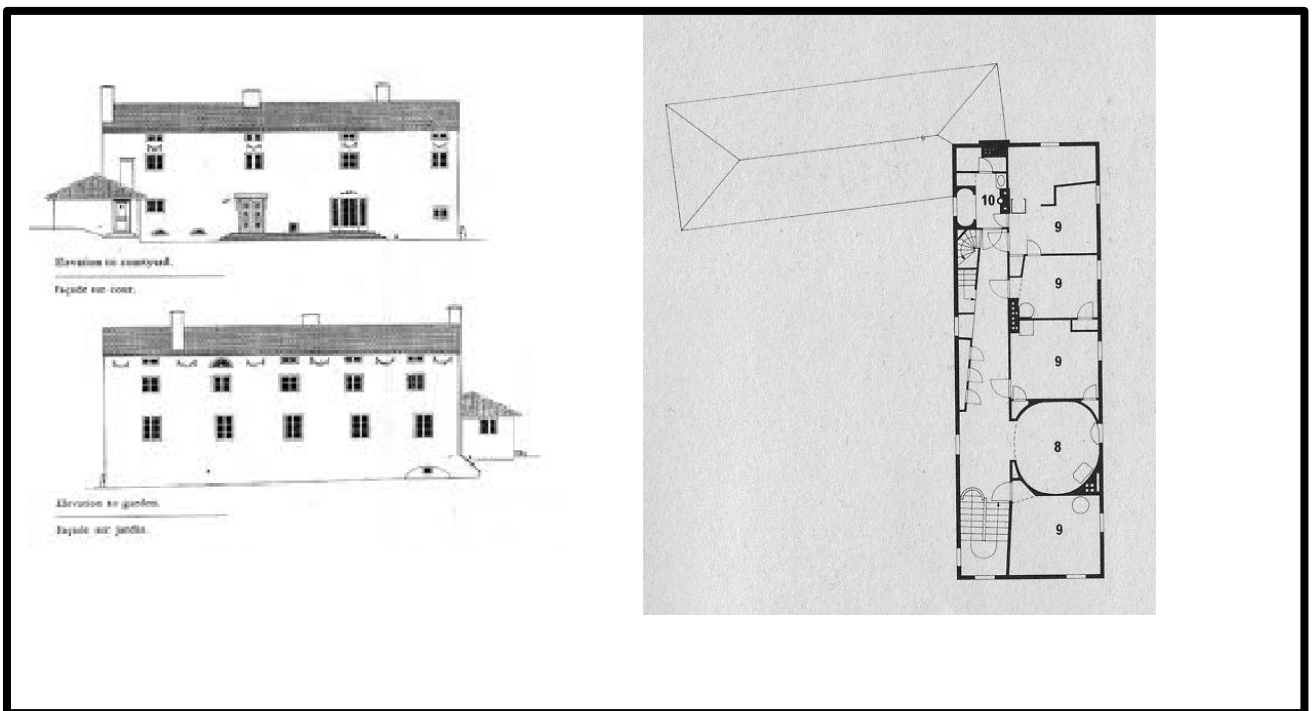 Elevation to courtyard.
Façade sur cour.
Elevation to garden.
Façade sur jardin.
10
9
9
9
8
9